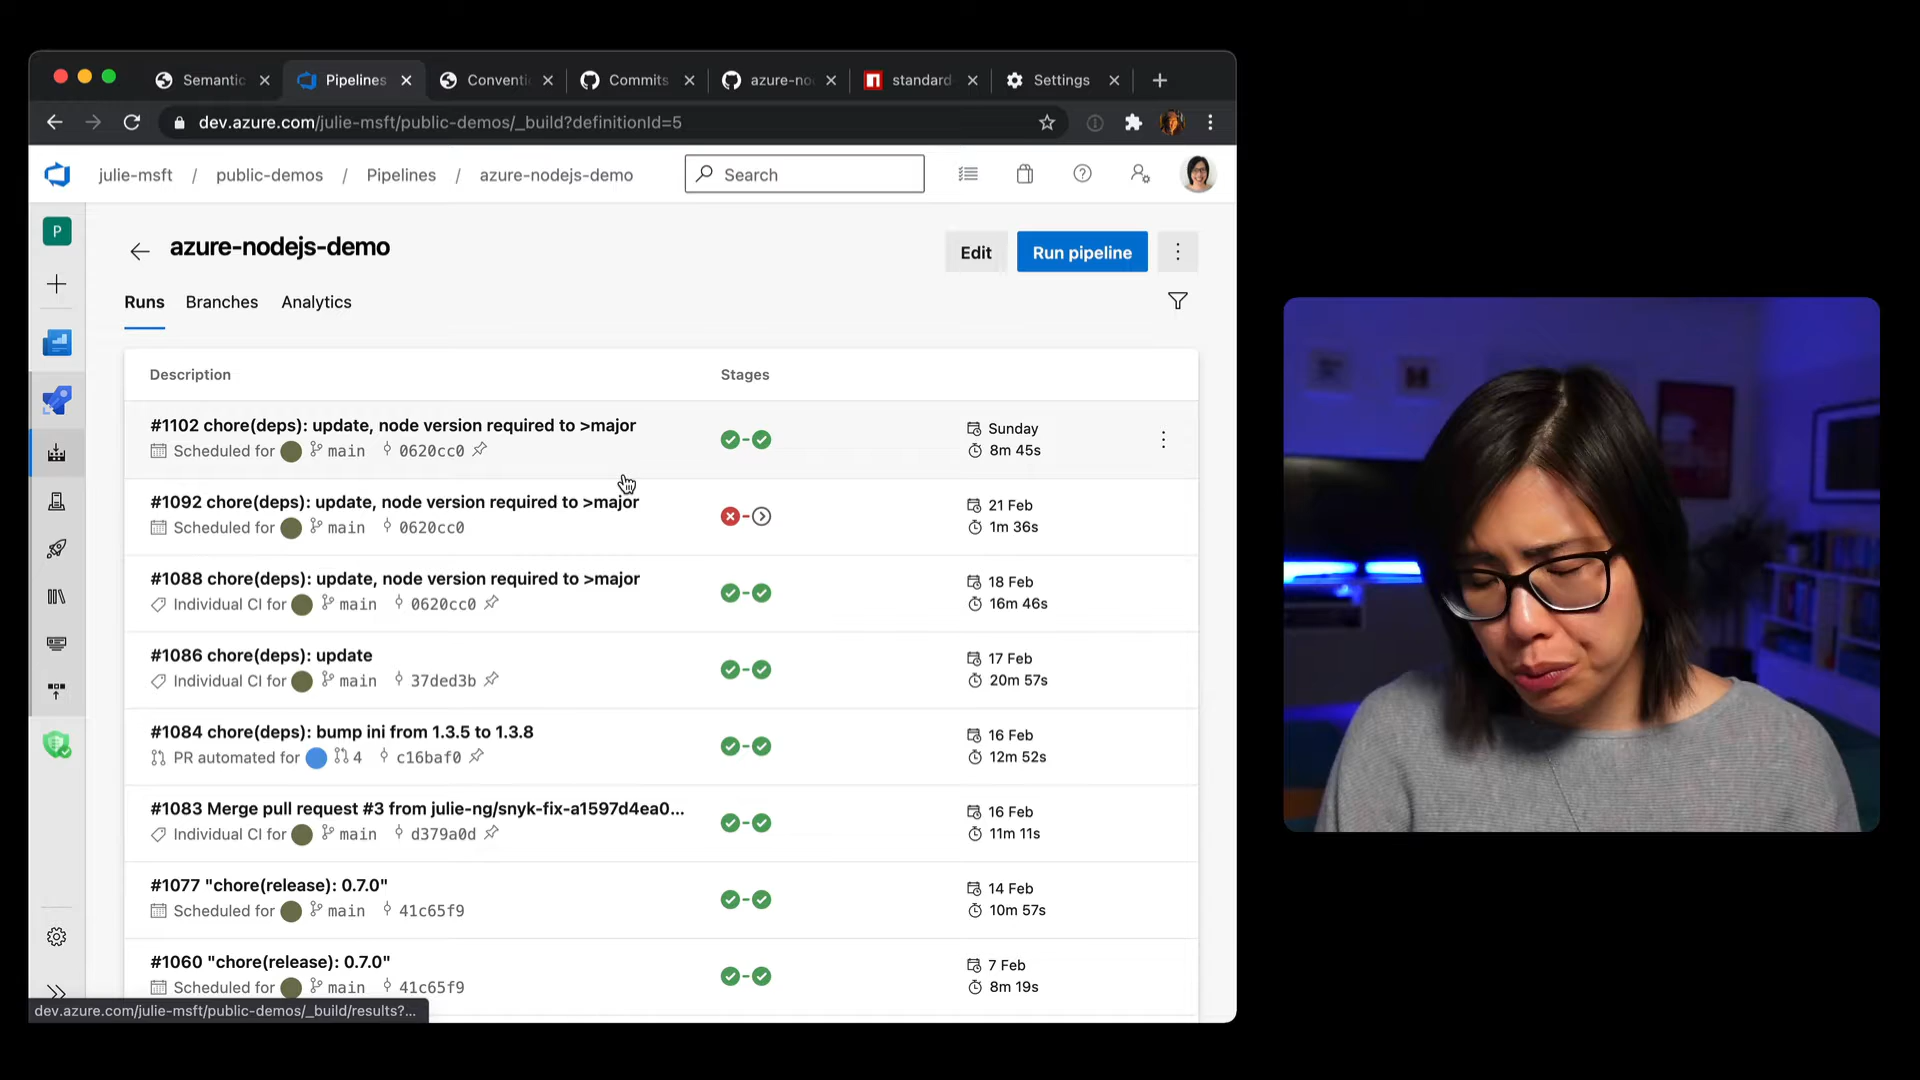 Semantic
Pipelines
Conventi
Commits
azure-no
standard
Settings
dev.azure.com/julie-msft/public-demos/_build?definitionId=5
julie-msft / public-demos / Pipelines / azure-nodejs-demo
Search
P
azure-nodejs-demo
Edit
Run pipeline
Runs
Branches
Analytics
Description
Stages
#1102 chore(deps): update, node version required to >major
Scheduled for main 0620cc0
Sunday
8m 45s
#1092 chore(deps): update, node version required to >major
Scheduled for main 0620cc0
21 Feb
1m 36s
#1088 chore(deps): update, node version required to >major
Individual CI for main 0620cc0
18 Feb
16m 46s
#1086 chore(deps): update
Individual CI for main 37ded3b
17 Feb
20m 57s
#1084 chore(deps): bump ini from 1.3.5 to 1.3.8
PR automated for 4 c16baf0
16 Feb
12m 52s
#1083 Merge pull request #3 from julie-ng/snyk-fix-a1597d4ea0...
Individual CI for main d379a0d
16 Feb
11m 11s
#1077 "chore(release): 0.7.0"
Scheduled for main 41c65f9
14 Feb
10m 57s
#1060 "chore(release): 0.7.0"
Scheduled for main 41c65f9
7 Feb
8m 19s
dev.azure.com/julie-msft/public-demos/_build/results?...